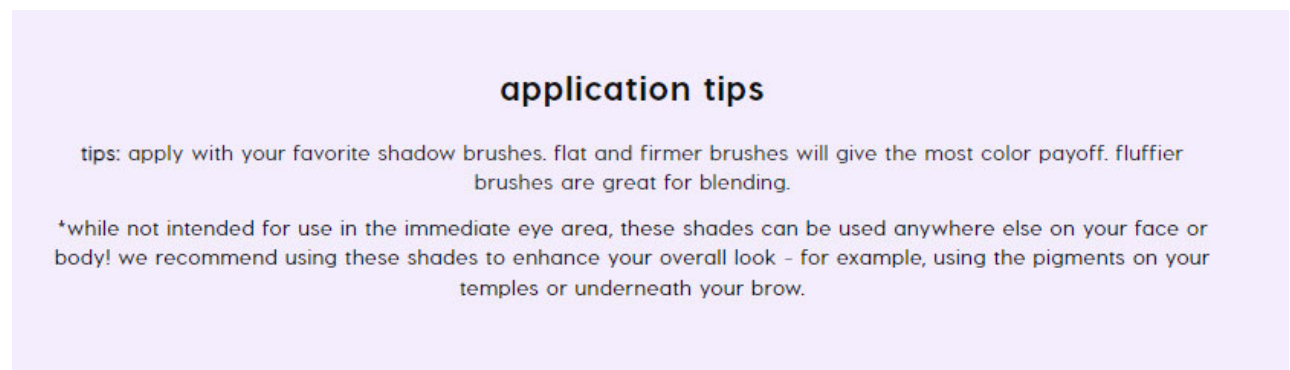 application tips
tips: apply with your favorite shadow brushes. flat and firmer brushes will give the most color payoff. fluffier
brushes are great for blending.
*while not intended for use in the immediate eye area, these shades can be used anywhere else on your face or
body! we recommend using these shades to enhance your overall look - for example, using the pigments on your
temples or underneath your brow.